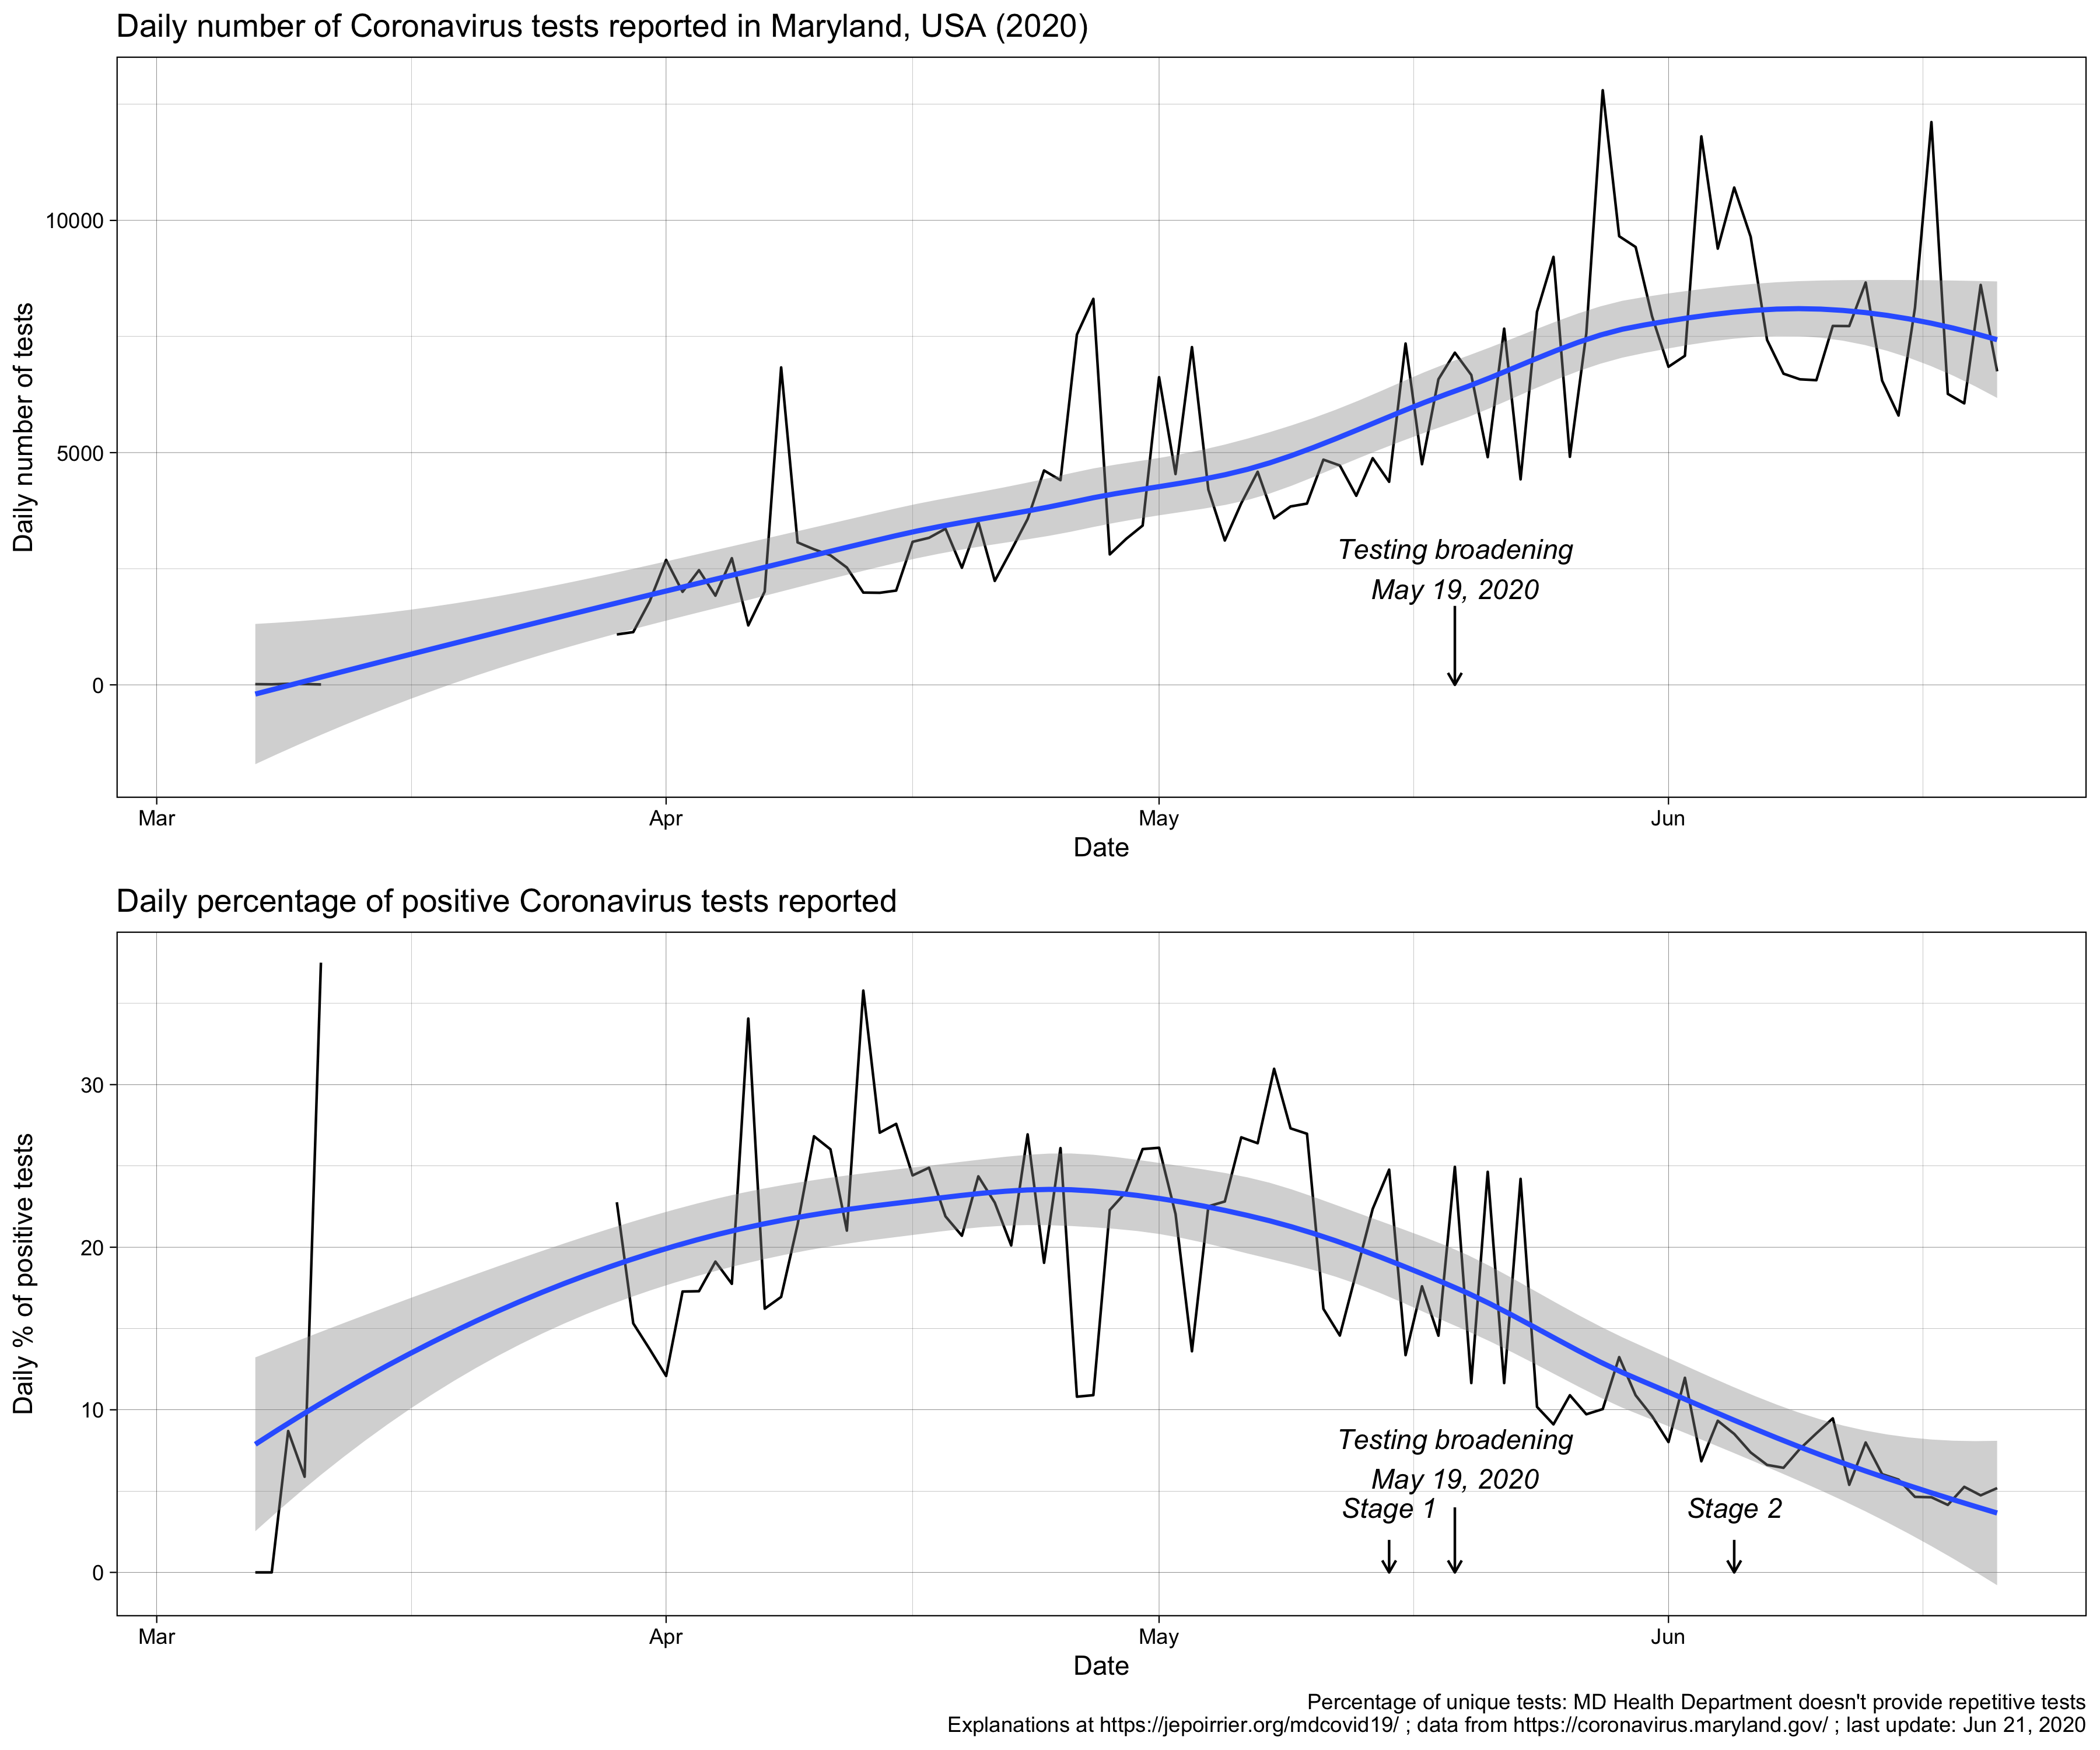 Daily number of Coronavirus tests reported in Maryland, USA (2020)
Daily number of tests
10000
5000
0
Testing broadening
May 19, 2020
Mar
Apr
May
Jun
Date
Daily percentage of positive Coronavirus tests reported
Daily % of positive tests
30
20
10
0
Testing broadening
May 19, 2020
Stage 1
Stage 2
Mar
Apr
May
Jun
Date
Percentage of unique tests: MD Health Department doesn't provide repetitive tests
Explanations at https://jepoirrier.org/mdcovid19/ ; data from https://coronavirus.maryland.gov/ ; last update: Jun 21, 2020